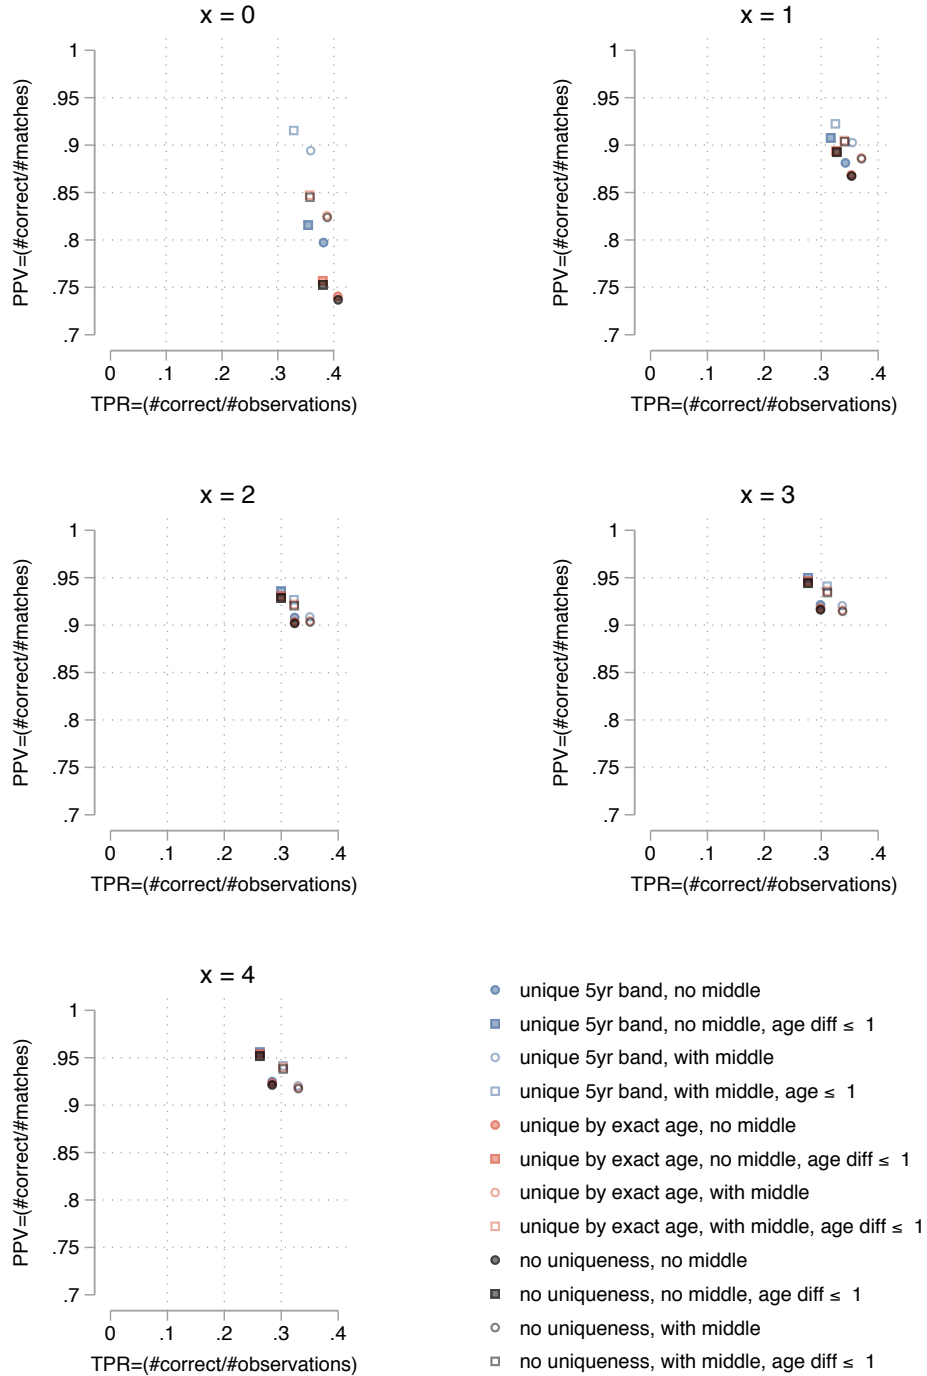 x = 0
1
.95
.9
.85
.8
.75
.7
PPV=(#correct/#matches)
0 .1 .2 .3 .4
TPR=(#correct/#observations)
x = 1
1
.95
.9
.85
.8
.75
.7
PPV=(#correct/#matches)
0 .1 .2 .3 .4
TPR=(#correct/#observations)
x = 2
1
.95
.9
.85
.8
.75
.7
PPV=(#correct/#matches)
0 .1 .2 .3 .4
TPR=(#correct/#observations)
x = 3
1
.95
.9
.85
.8
.75
.7
PPV=(#correct/#matches)
0 .1 .2 .3 .4
TPR=(#correct/#observations)
x = 4
1
.95
.9
.85
.8
.75
.7
PPV=(#correct/#matches)
0 .1 .2 .3 .4
TPR=(#correct/#observations)
unique 5yr band, no middle
unique 5yr band, no middle, age diff ≤ 1
unique 5yr band, with middle
unique 5yr band, with middle, age ≤ 1
unique by exact age, no middle
unique by exact age, no middle, age diff ≤ 1
unique by exact age, with middle
unique by exact age, with middle, age diff ≤ 1
no uniqueness, no middle
no uniqueness, no middle, age diff ≤ 1
no uniqueness, with middle
no uniqueness, with middle, age diff ≤ 1